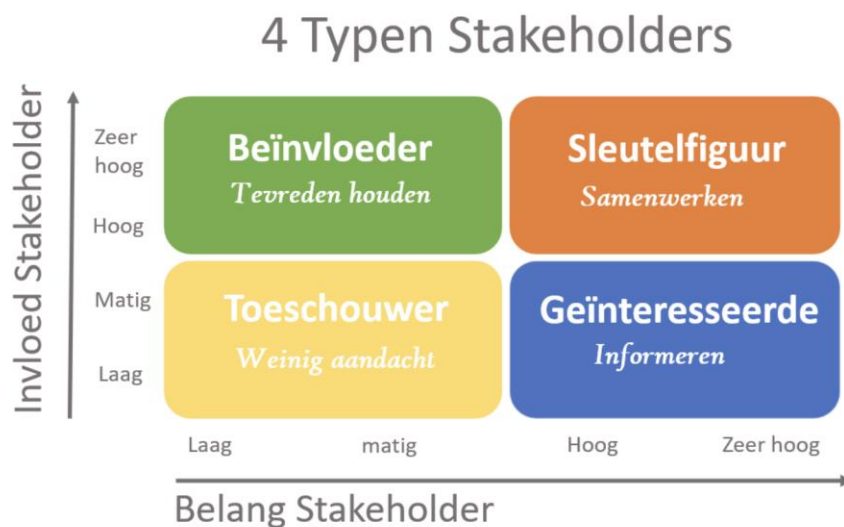 4 Typen Stakeholders
Invloed Stakeholder
Zeer
hoog
Hoog
Matig
Laag
Beïnvloeder
Tevreden houden
Sleutelfiguur
Samenwerken
Toeschouwer
Weinig aandacht
Geïnteresseerde
Informeren
Laag
matig
Hoog
Zeer hoog
Belang Stakeholder